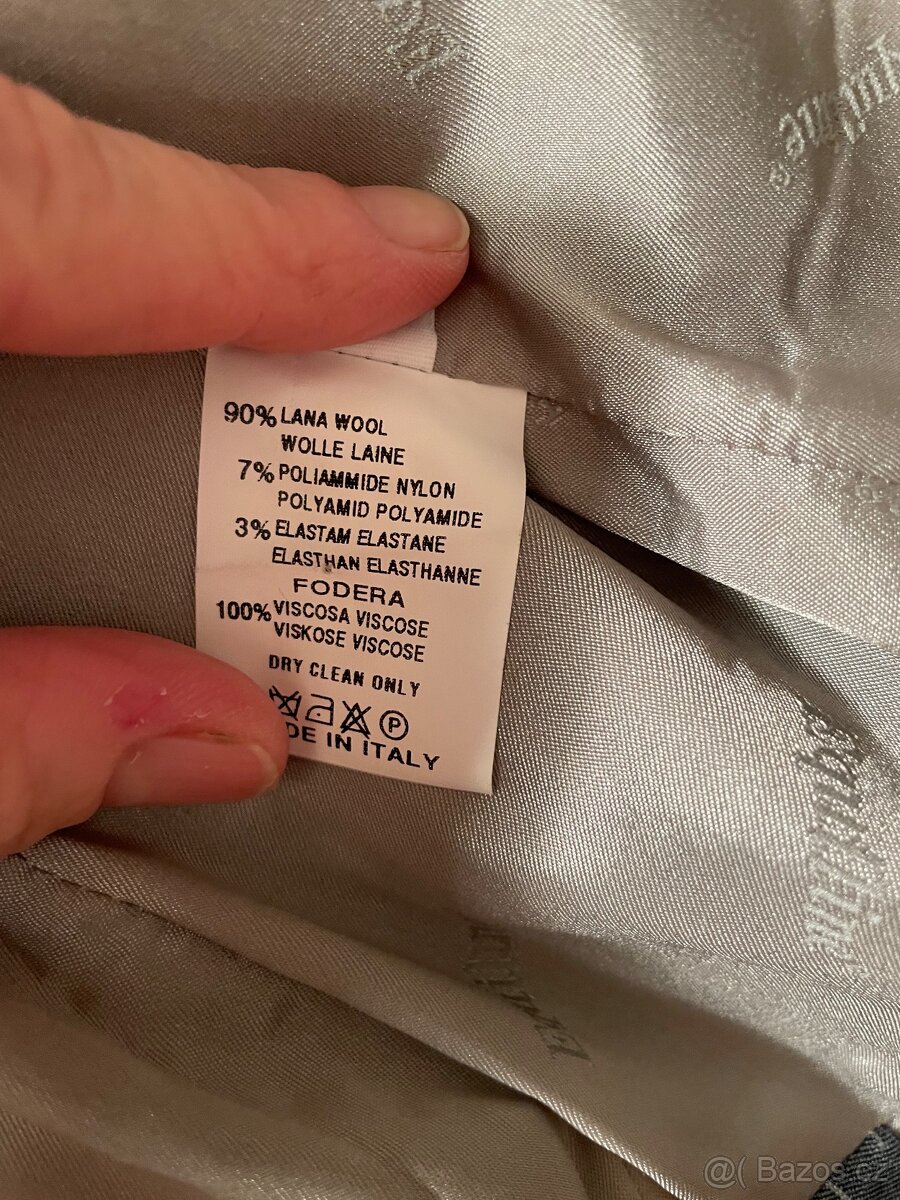 90% LANA WOOL
WOLLE LAINE
7% POLIAMMIDE NYLON
POLYAMID POLYAMIDE
3% ELASTAM ELASTANE
ELASTHAN ELASTHANNE
FODERA
100% VISCOSA VISCOSE
VISKOSE VISCOSE
DRY CLEAN ONLY
P
DE IN ITALY
@( Bazos.cz